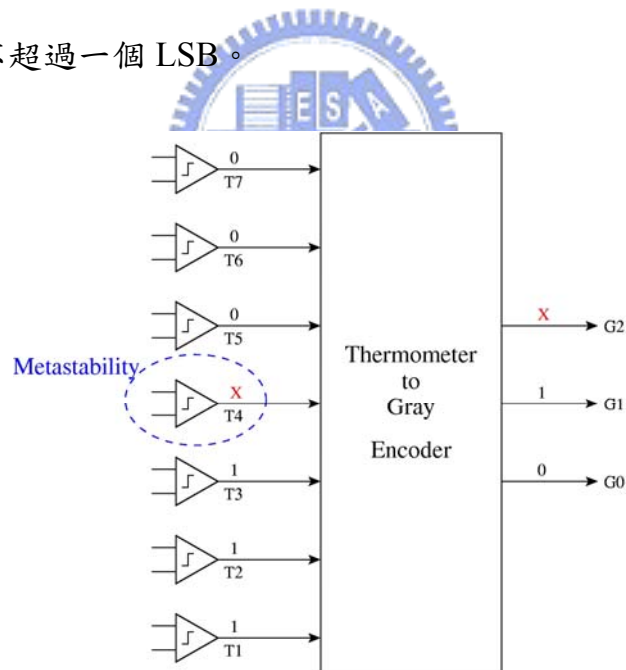 超過一個 LSB。
E S A
0
T7
0
T6
0
T5
X
G2
Metastability
X
T4
Thermometer
to
Gray
Encoder
1
G1
1
T3
0
G0
1
T2
1
T1